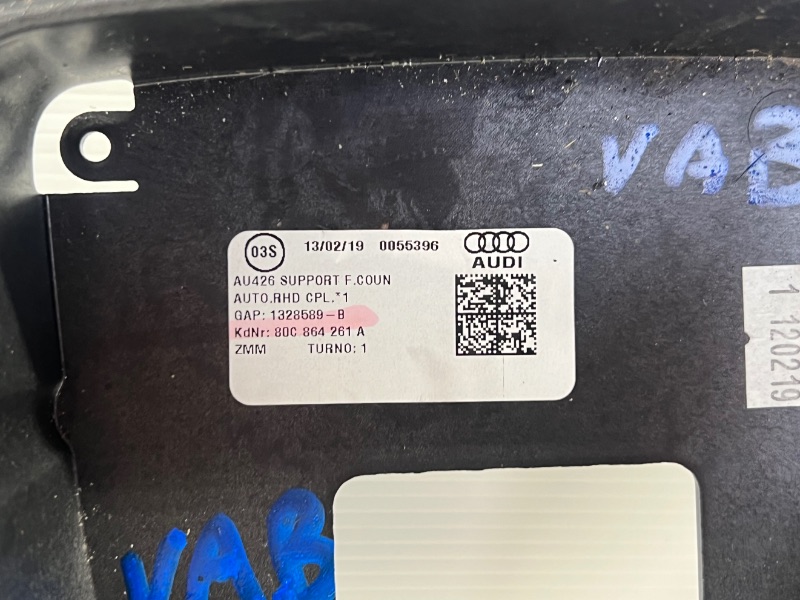 VAB
03S 13/02/19 0055396
AUDI
AU426 SUPPORT F.COUN
AUTO.RHD CPL.*1
GAP: 1328589-B
KdNr: 80C 864 261 A
ZMM TURNO: 1
1 120219
VAB